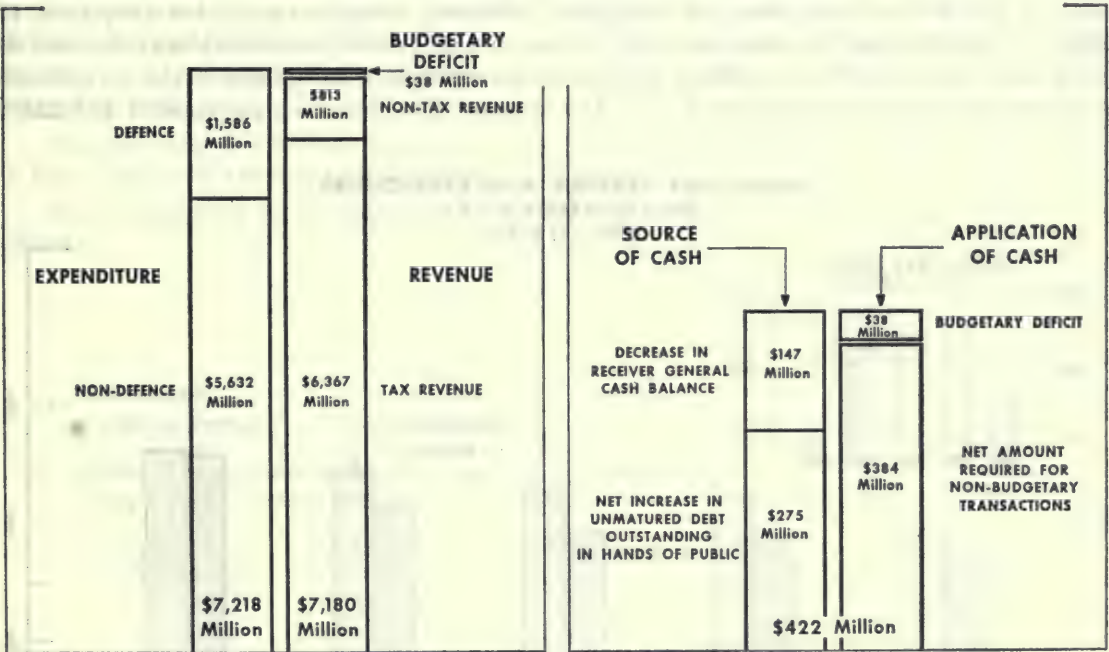 BUDGETARY
DEFICIT
$38 Million
$813
Million
NON-TAX REVENUE
DEFENCE
$1,586
Million
EXPENDITURE
REVENUE
NON-DEFENCE
$5,632
Million
$6,367
Million
TAX REVENUE
$7,218
Million
$7,180
Million
SOURCE
OF CASH
APPLICATION
OF CASH
$38
Million
BUDGETARY DEFICIT
DECREASE IN
RECEIVER GENERAL
CASH BALANCE
$147
Million
NET INCREASE IN
UNMATURED DEBT
OUTSTANDING
IN HANDS OF PUBLIC
$275
Million
$384
Million
NET AMOUNT
REQUIRED FOR
NON-BUDGETARY
TRANSACTIONS
$422 Million